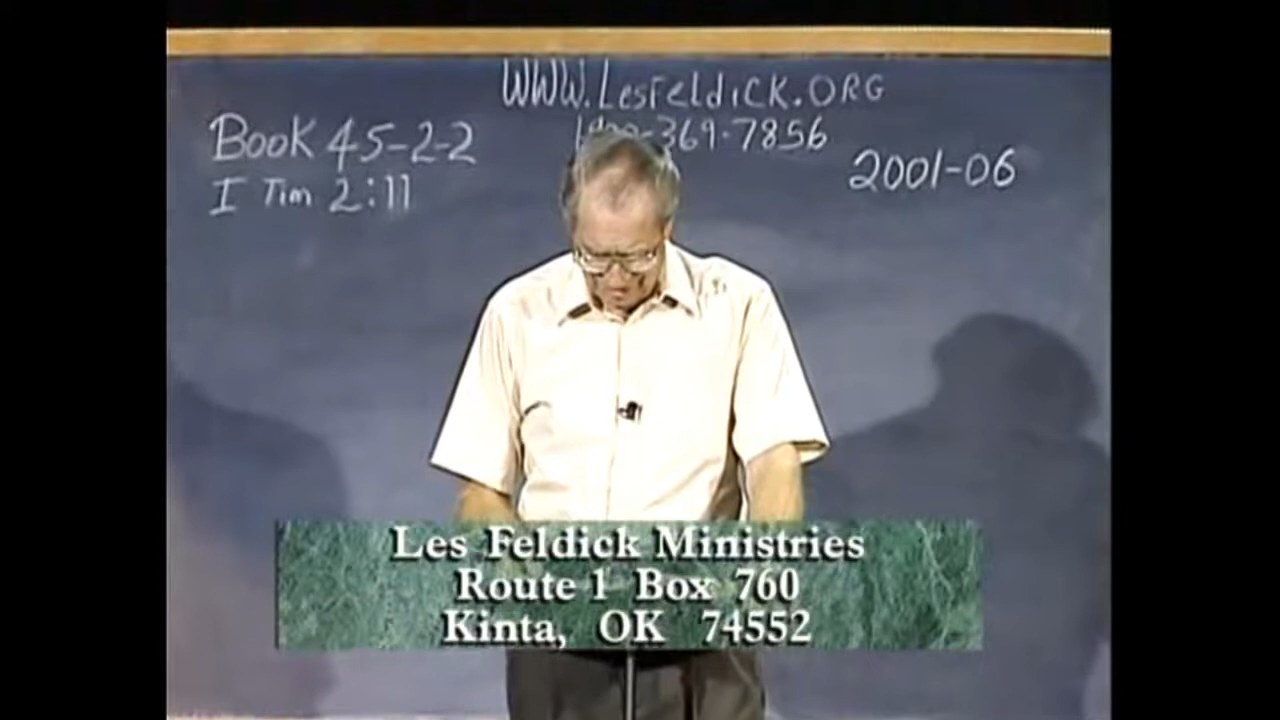 WWW.LesFeldick.ORG
369-7856
Book 45-2-2
2001-06
I Tim 2:11
Les Feldick Ministries
Route 1 Box 760
Kinta, OK 74552